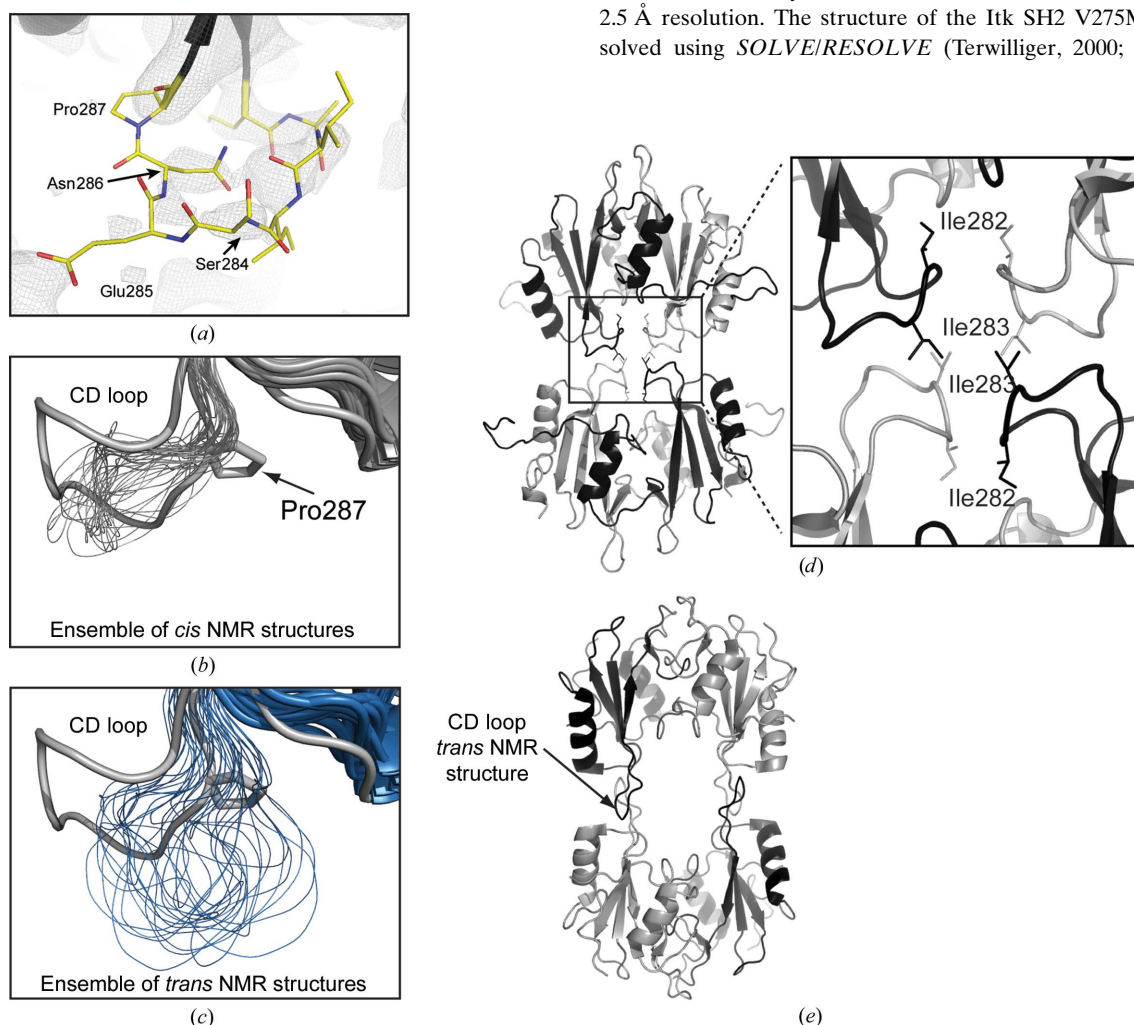 2.5 Å resolution. The structure of the Itk SH2 V275M
solved using SOLVE/RESOLVE (Terwilliger, 2000;
Pro287
Asn286
Ser284
Glu285
(a)
CD loop
Pro287
Ensemble of cis NMR structures
(b)
CD loop
Ensemble of trans NMR structures
(c)
Ile282
Ile283
Ile283
Ile282
(d)
CD loop
trans NMR
structure
(e)